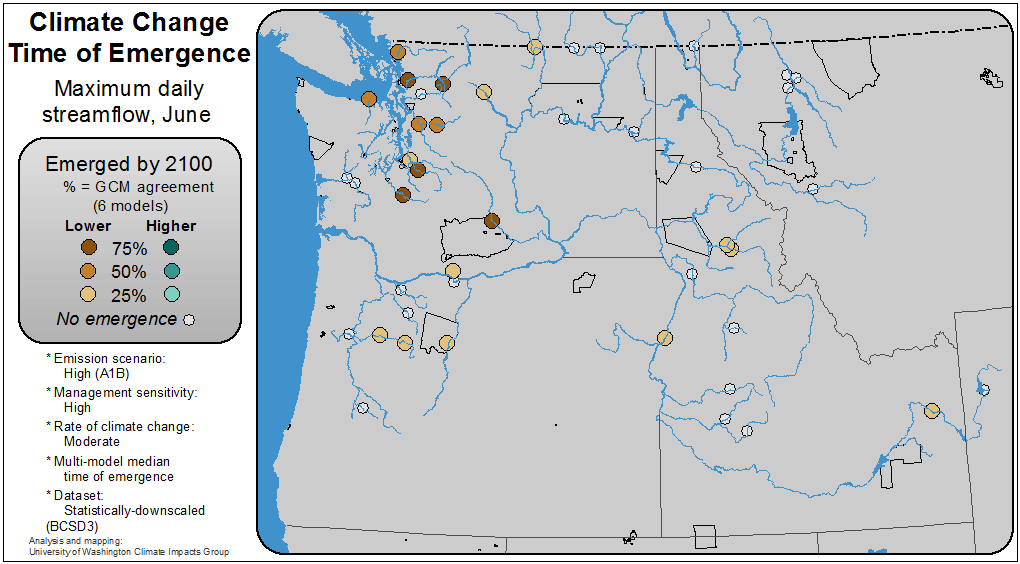 Climate Change
Time of Emergence
Maximum daily
streamflow, June
Emerged by 2100
% = GCM agreement
(6 models)
Lower Higher
75%
50%
25%
No emergence
* Emission scenario:
High (A1B)
* Management sensitivity:
High
* Rate of climate change:
Moderate
* Multi-model median
time of emergence
* Dataset:
Statistically-downscaled
(BCSD3)
Analysis and mapping:
University of Washington Climate Impacts Group